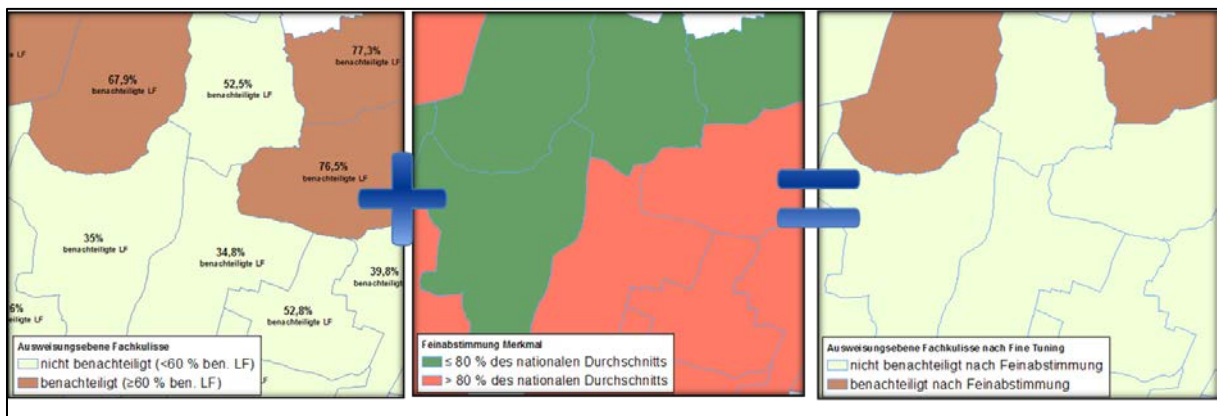 77,3%
LF
benachteiligte LF
67,9%
benachteiligte LF
52,5%
benachteiligte LF
76,5%
benachteiligte LF
35%
benachteiligte LF
34,8%
benachteiligte LF
39,8%
benachteiligte LF
52,8%
benachteiligte LF
6%
LF
Ausweisungsebene Fachkulisse
nicht benachteiligt (<60 % ben. LF)
benachteiligt (≥60 % ben. LF)
Feinabstimmung Merkmal
≤ 80 % des nationalen Durchschnitts
> 80 % des nationalen Durchschnitts
Ausweisungsebene Fachkulisse nach Fine Tuning
nicht benachteiligt nach Feinabstimmung
benachteiligt nach Feinabstimmung